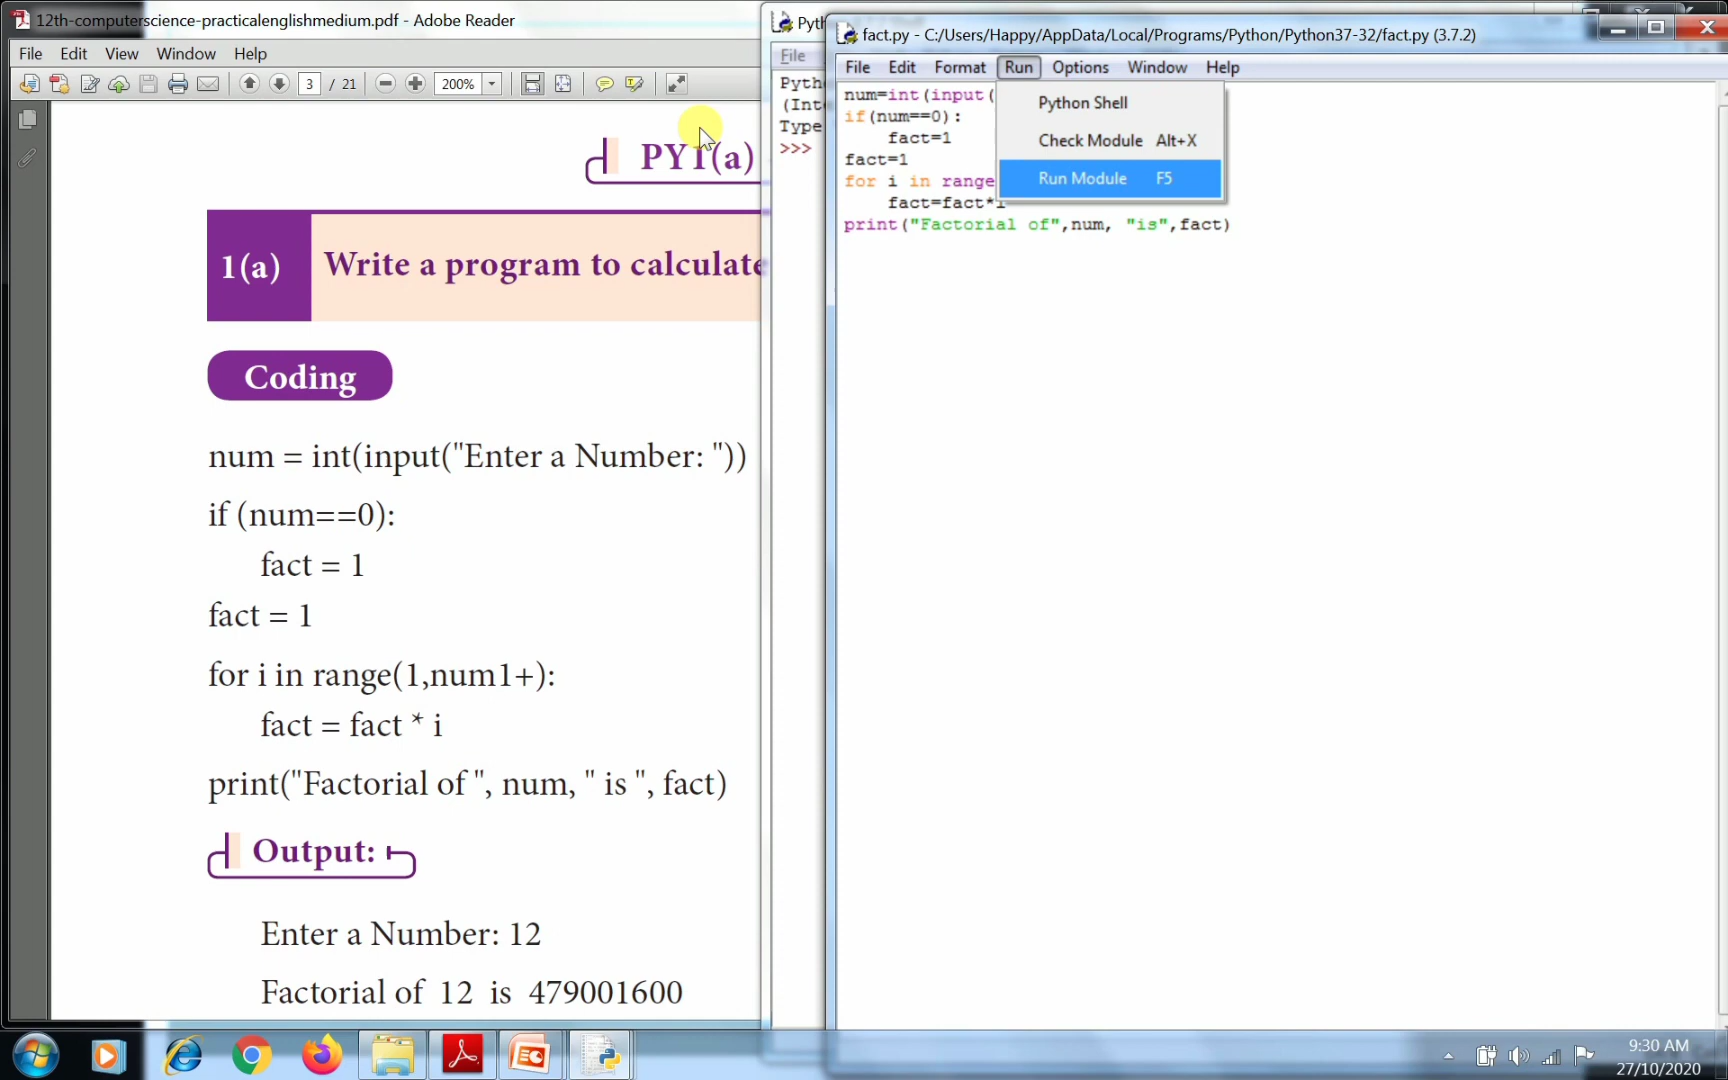 12th-computerscience-practicalenglishmedium.pdf - Adobe Reader
File Edit View Window Help
3 / 21 200%
PY1(a)
1(a) Write a program to calculate
Coding
num = int(input("Enter a Number: "))
if (num==0):
fact = 1
fact = 1
for i in range(1,num1+):
fact = fact * i
print("Factorial of ", num, " is ", fact)
Output:
Enter a Number: 12
Factorial of 12 is 479001600
File
>>>
fact.py - C:/Users/Happy/AppData/Local/Programs/Python/Python37-32/fact.py (3.7.2)
File Edit Format Run Options Window Help
Python Shell
Check Module Alt+X
Run Module F5
num=int(input(
if(num==0):
fact=1
fact=1
for i in range
fact=fact*i
print("Factorial of",num, "is",fact)
9:30 AM
27/10/2020